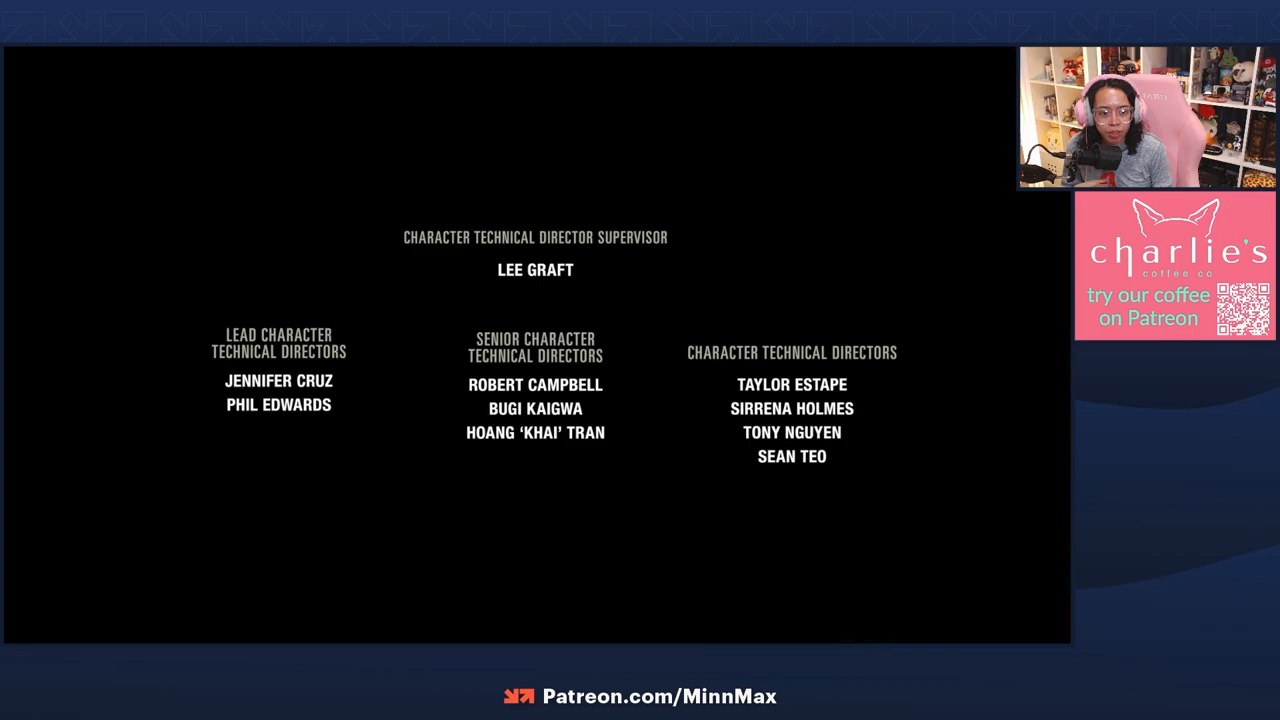 CHARACTER TECHNICAL DIRECTOR SUPERVISOR
LEE GRAFT
LEAD CHARACTER
TECHNICAL DIRECTORS
JENNIFER CRUZ
PHIL EDWARDS
SENIOR CHARACTER
TECHNICAL DIRECTORS
ROBERT CAMPBELL
BUGI KAIGWA
HOANG ‘KHAI’ TRAN
CHARACTER TECHNICAL DIRECTORS
TAYLOR ESTAPE
SIRRENA HOLMES
TONY NGUYEN
SEAN TEO
charlie's
coffee co
try our coffee
on Patreon
Patreon.com/MinnMax